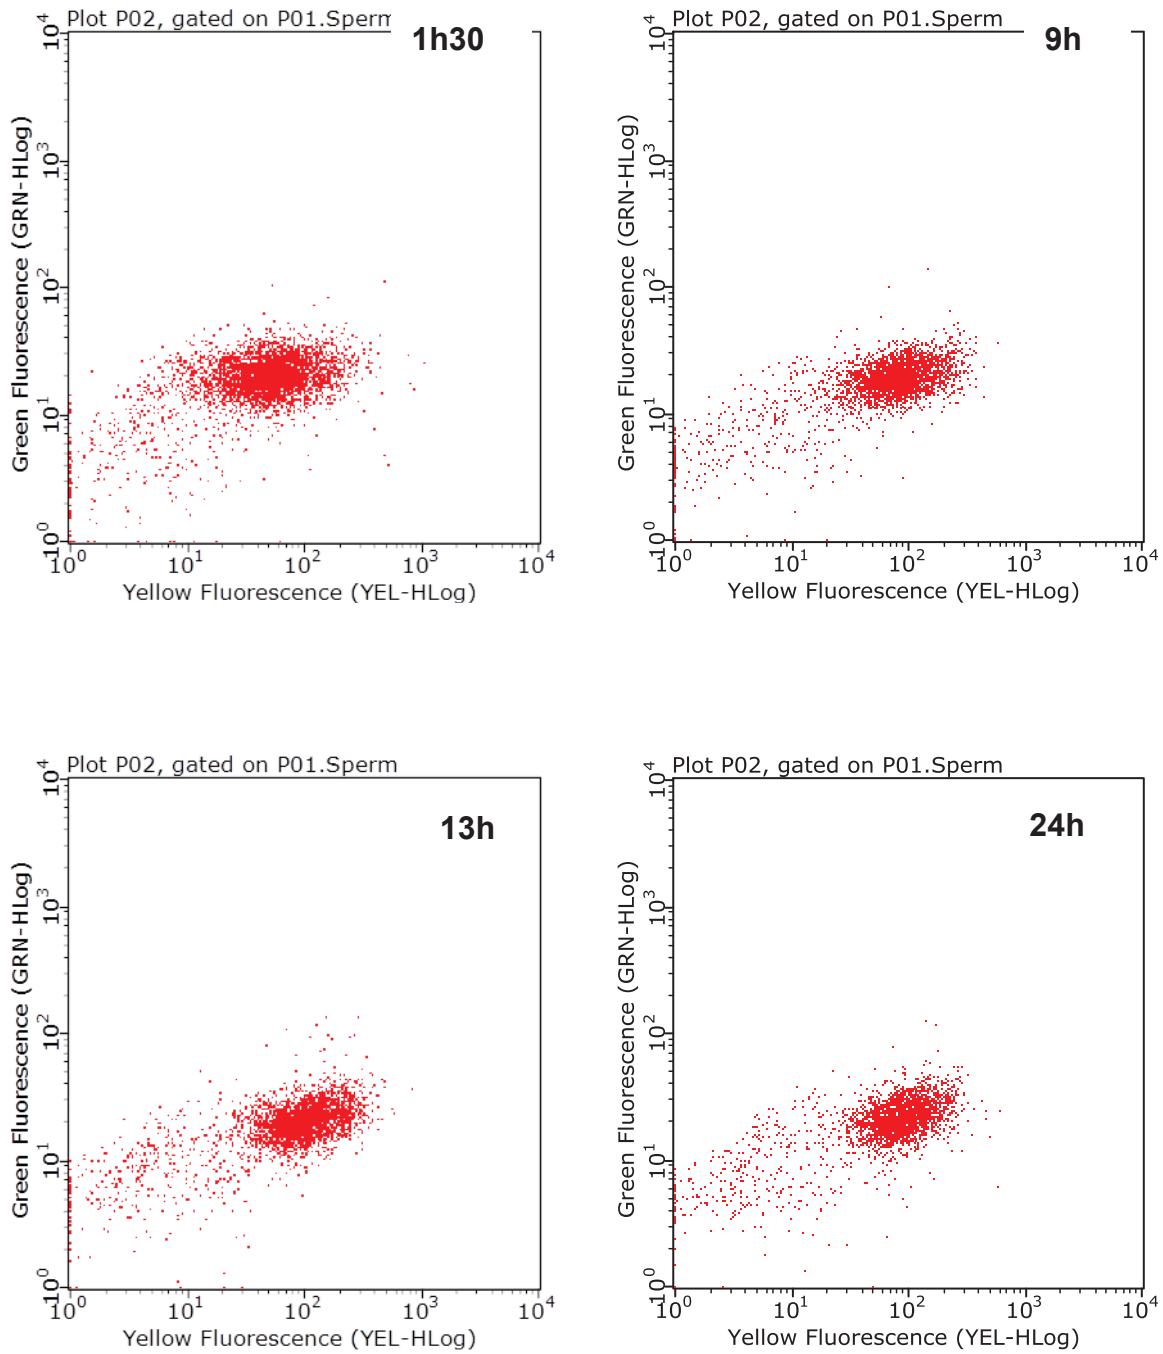 Plot P02, gated on P01.Sperm
1h30
10⁴
10³
10²
10¹
10⁰
Green Fluorescence (GRN-HLog)
10⁰ 10¹ 10² 10³ 10⁴
Yellow Fluorescence (YEL-HLog)
Plot P02, gated on P01.Sperm
9h
10⁴
10³
10²
10¹
10⁰
Green Fluorescence (GRN-HLog)
10⁰ 10¹ 10² 10³ 10⁴
Yellow Fluorescence (YEL-HLog)
Plot P02, gated on P01.Sperm
13h
10⁴
10³
10²
10¹
10⁰
Green Fluorescence (GRN-HLog)
10⁰ 10¹ 10² 10³ 10⁴
Yellow Fluorescence (YEL-HLog)
Plot P02, gated on P01.Sperm
24h
10⁴
10³
10²
10¹
10⁰
Green Fluorescence (GRN-HLog)
10⁰ 10¹ 10² 10³ 10⁴
Yellow Fluorescence (YEL-HLog)